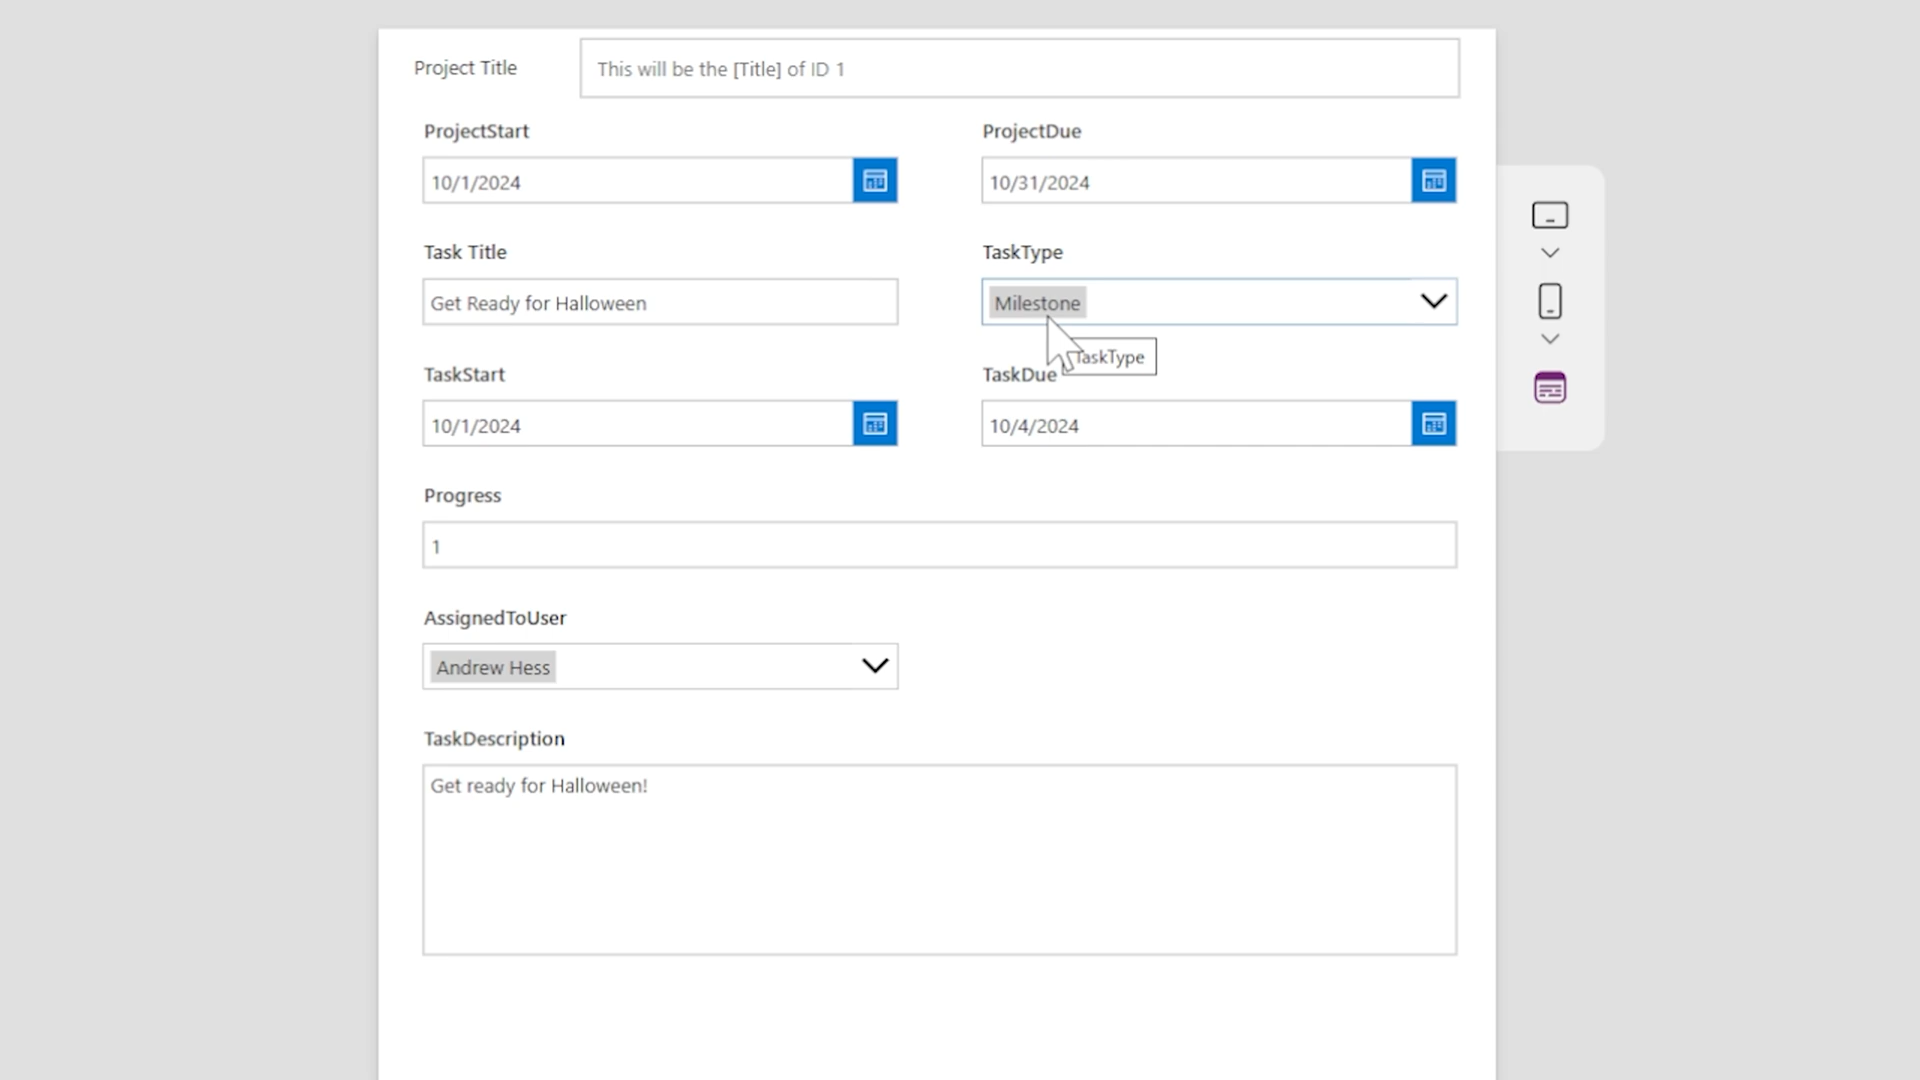 Project Title
This will be the [Title] of ID 1
ProjectStart
ProjectDue
10/1/2024
10/31/2024
Task Title
TaskType
Get Ready for Halloween
Milestone
TaskType
TaskStart
TaskDue
10/1/2024
10/4/2024
Progress
1
AssignedToUser
Andrew Hess
TaskDescription
Get ready for Halloween!